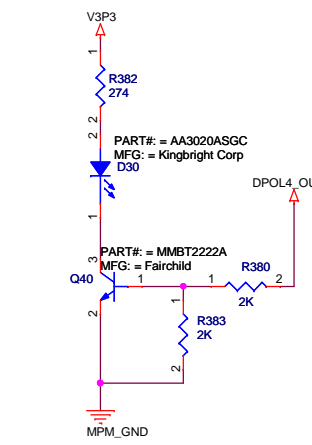 V3P3
1
R382
274
2
2
PART#: = AA3020ASGC
MFG: = Kingbright Corp
D30
DPOL4_OU
1
3
PART#: = MMBT2222A
MFG: = Fairchild
Q40
1
1
R380
2
2K
2
1
R383
2K
2
MPM_GND